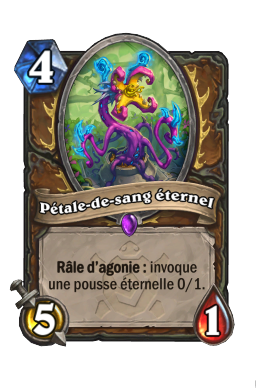 4
Pétale-de-sang éternel
Râle d'agonie : invoque
une pousse éternelle 0/1.
5
1